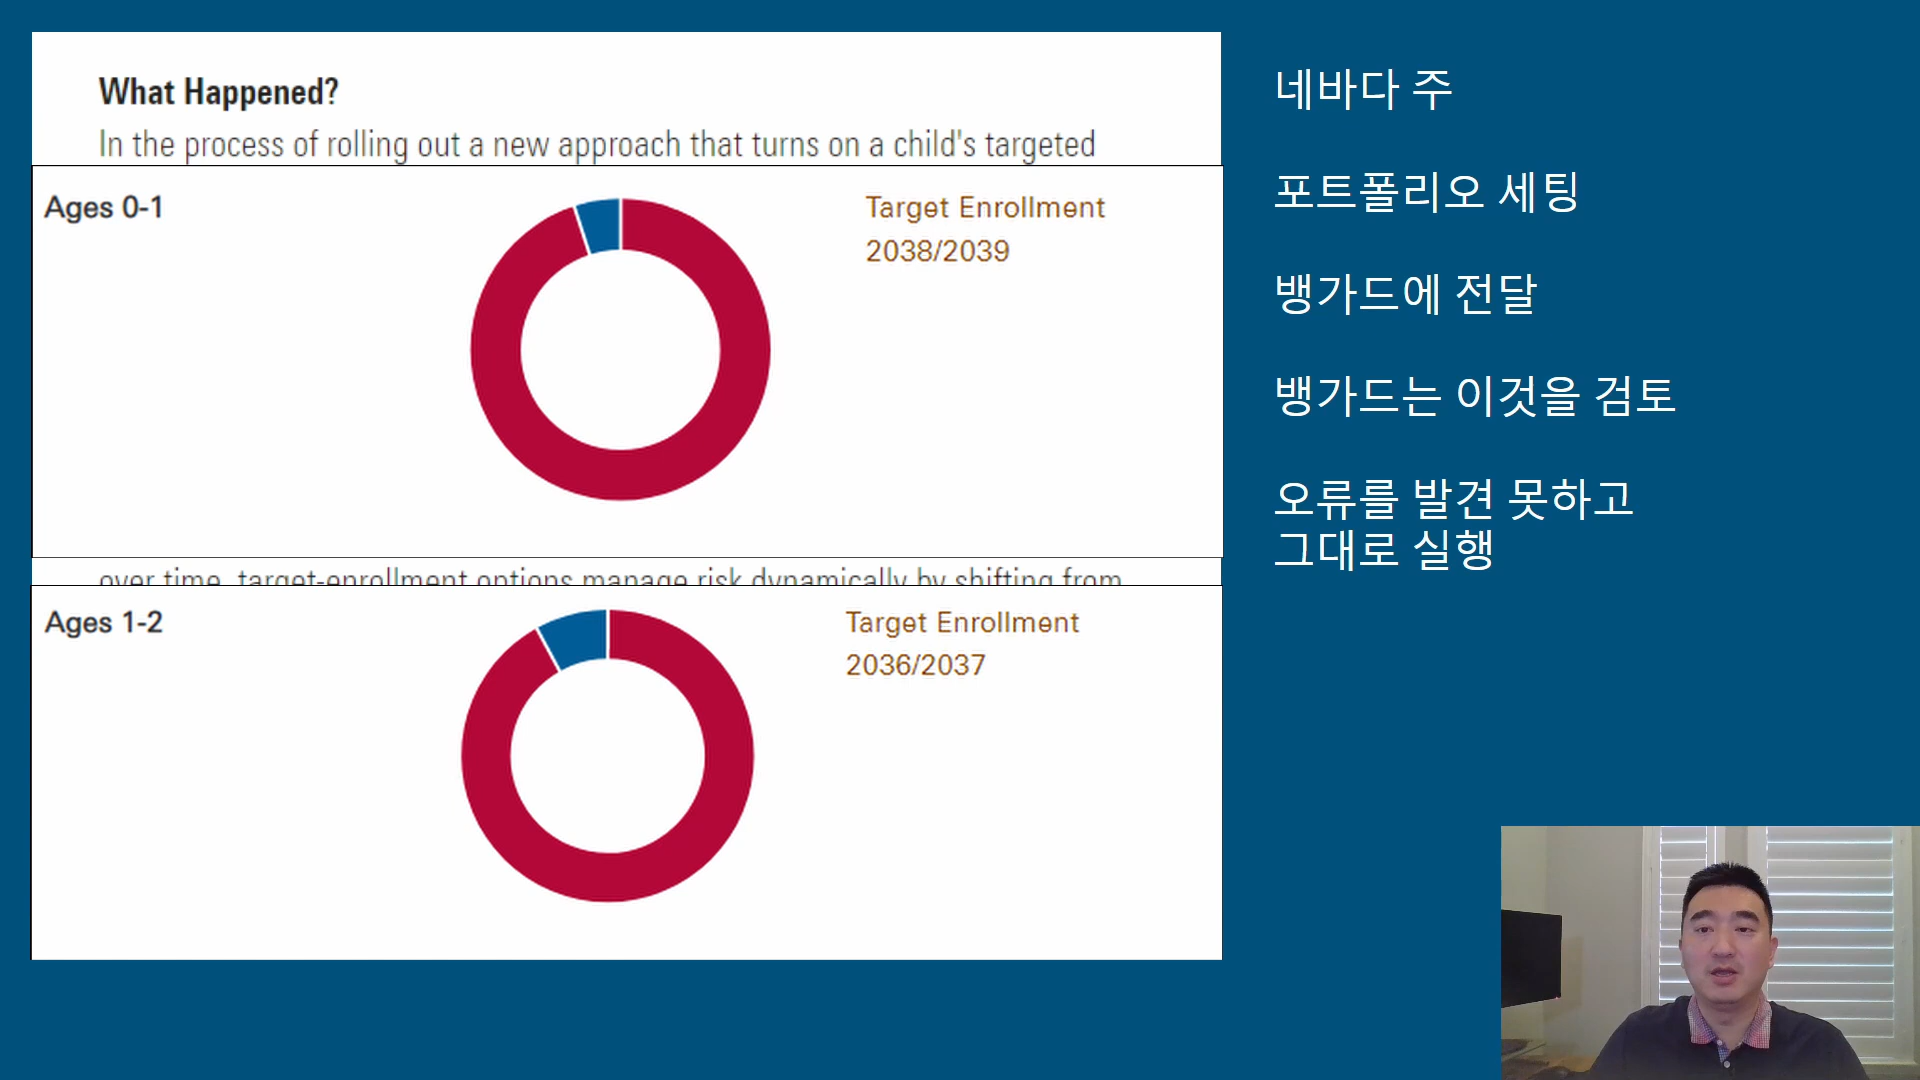 What Happened?
In the process of rolling out a new approach that turns on a child's targeted
Ages 0-1
Target Enrollment
2038/2039
over time, target-enrollment options manage risk dynamically by shifting from
Ages 1-2
Target Enrollment
2036/2037
네바다 주
포트폴리오 세팅
뱅가드에 전달
뱅가드는 이것을 검토
오류를 발견 못하고
그대로 실행